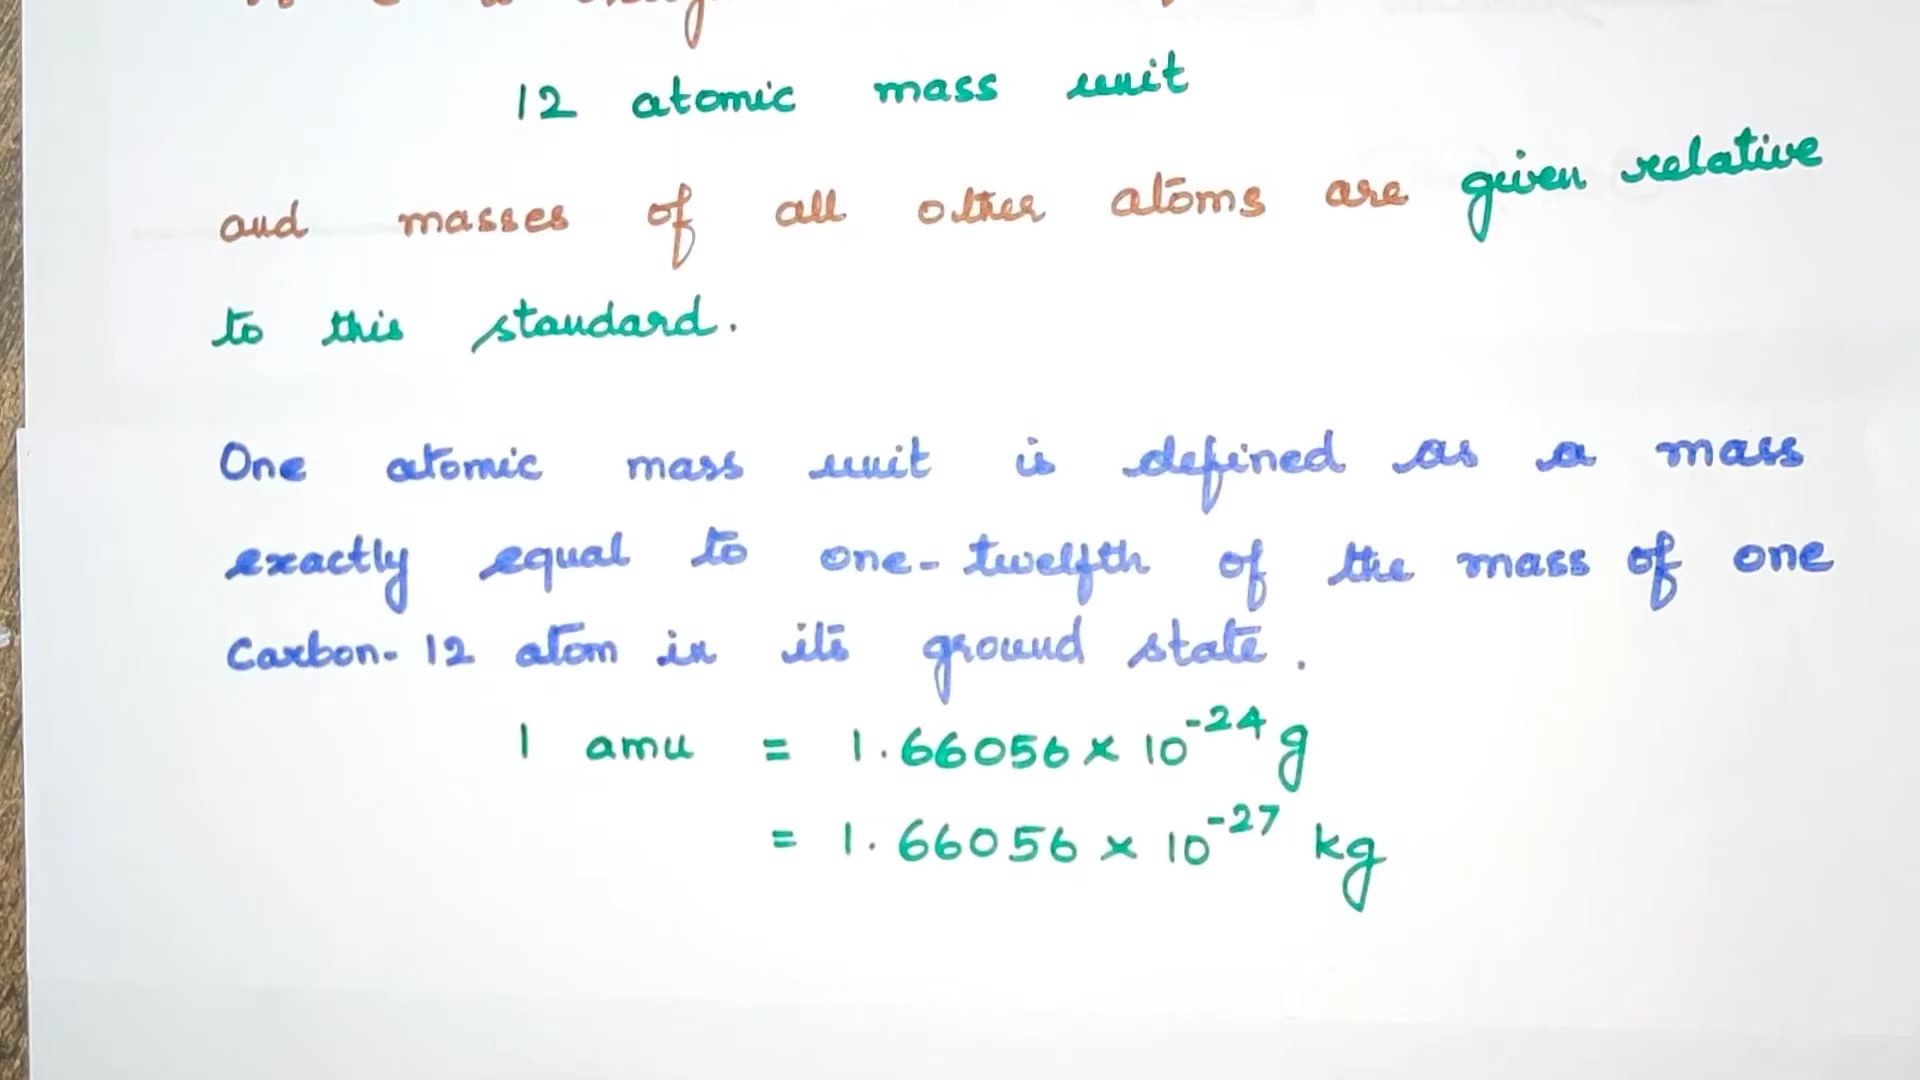 12 atomic mass unit
and masses of all other atoms are given relative
to this standard.
One atomic mass unit is defined as a mass
exactly equal to one-twelfth of the mass of one
Carbon-12 atom in its ground state.
1 amu = 1.66056 × 10⁻²⁴ g
= 1.66056 × 10⁻²⁷ kg